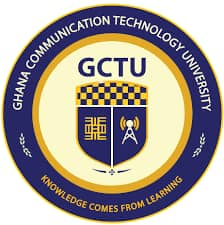 GHANA COMMUNICATION TECHNOLOGY UNIVERSITY
GCTU
KNOWLEDGE COMES FROM LEARNING